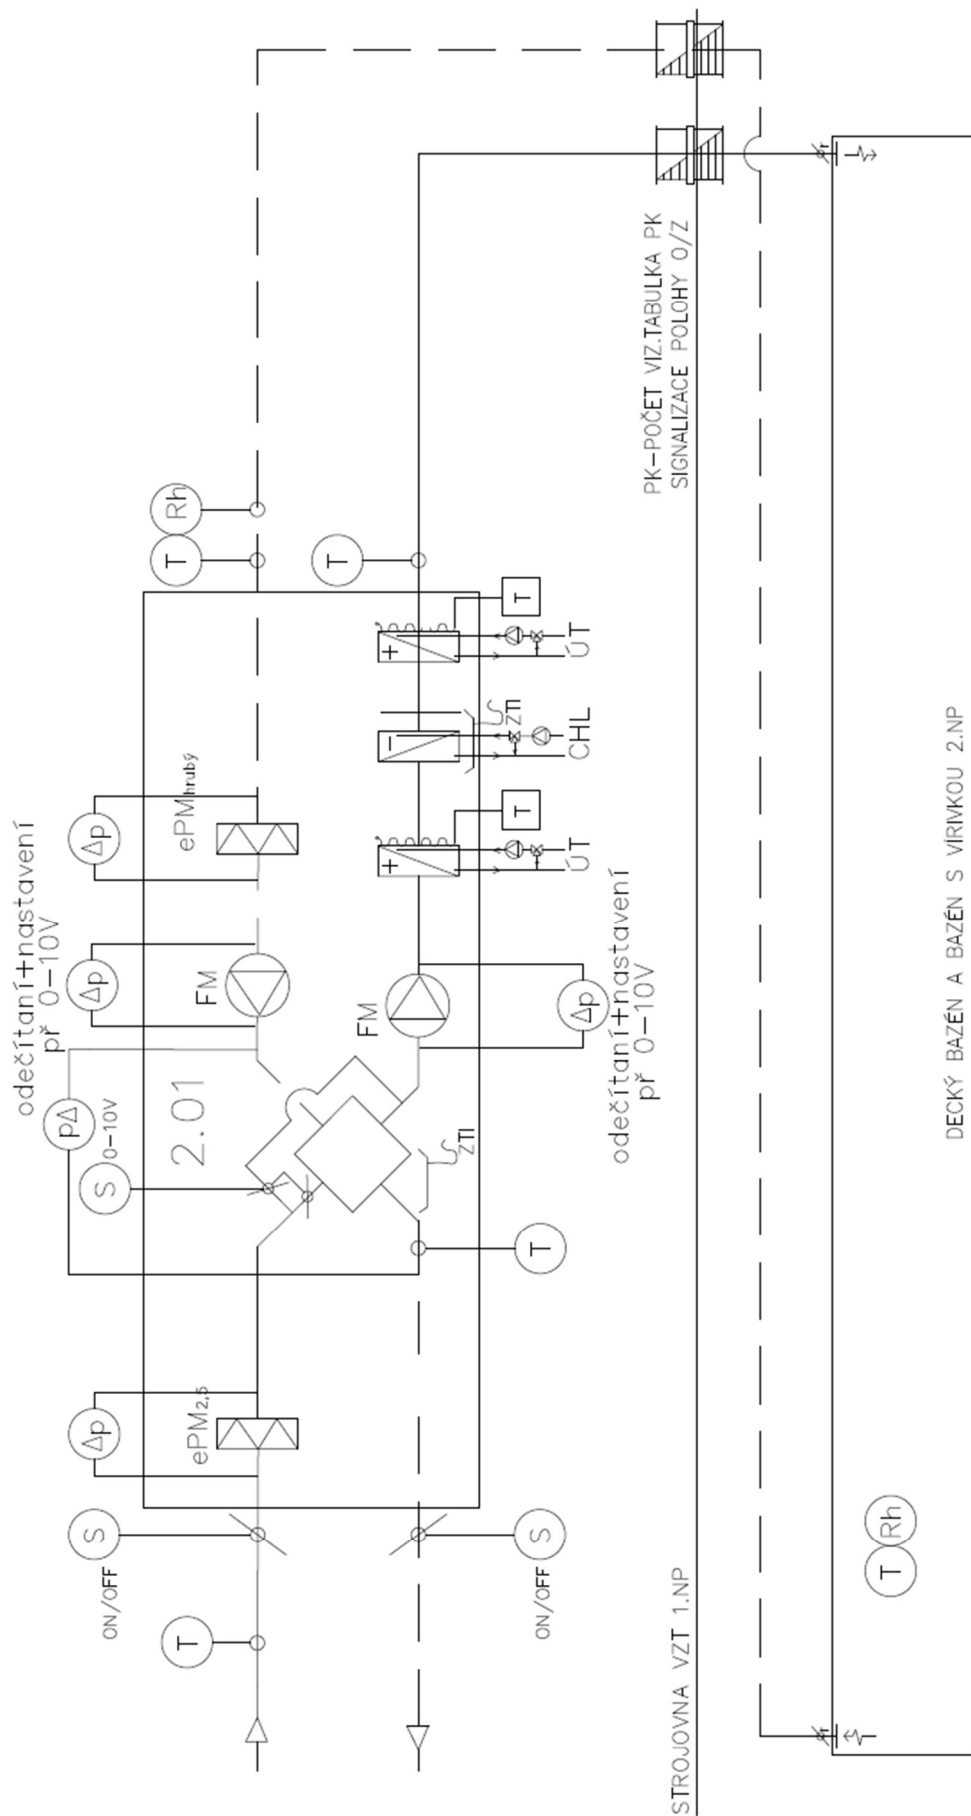 odečítaní+nastavení
př 0-10V
pΔ
S
Δp
Δp
Δp
S
0-10V
ON/OFF
T
T
Rh
2.01
ePM2,5
FM
ePMhrubý
T
FM
ZTI
ZTI
T
T
S
T
ON/OFF
ÚT
CHL
ÚT
Δp
odečítaní+nastavení
př 0-10V
PK-POČET VIZ.TABULKA PK
SIGNALIZACE POLOHY O/Z
STROJOVNA VZT 1.NP
T Rh
DECKÝ BAZÉN A BAZÉN S VÍRIVKOU 2.NP